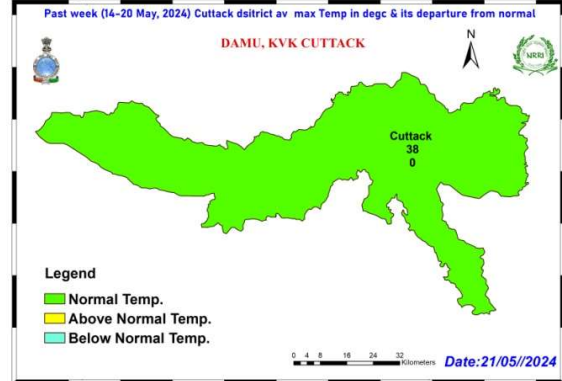 Past week (14-20 May, 2024) Cuttack dsitrict av max Temp in degc & its departure from normal
DAMU, KVK CUTTACK
N
NRRI
Cuttack
38
0
Legend
Normal Temp.
Above Normal Temp.
Below Normal Temp.
0 4 8 16 24 32
Kilometers
Date:21/05//2024